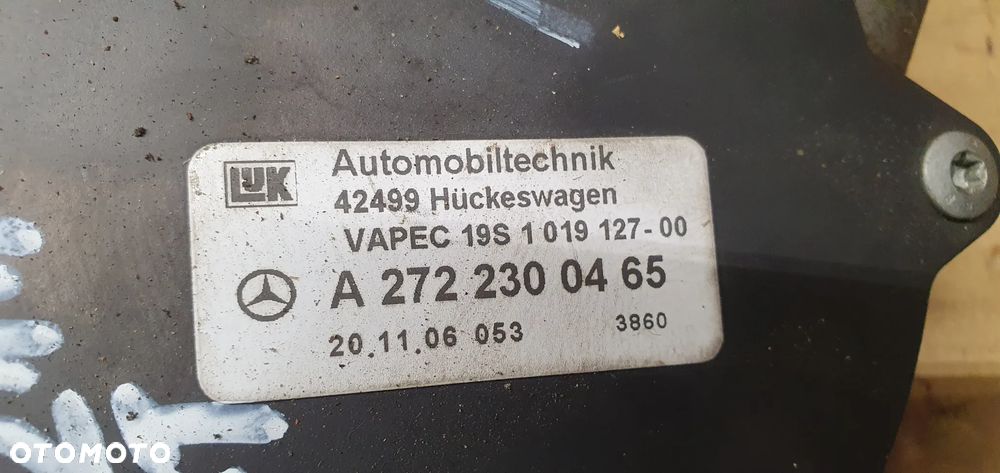 LUK Automobiltechnik
42499 Hückeswagen
VAPEC 19S 1 019 127-00
A 272 230 04 65
20.11.06 053 3860
OTOMOTO